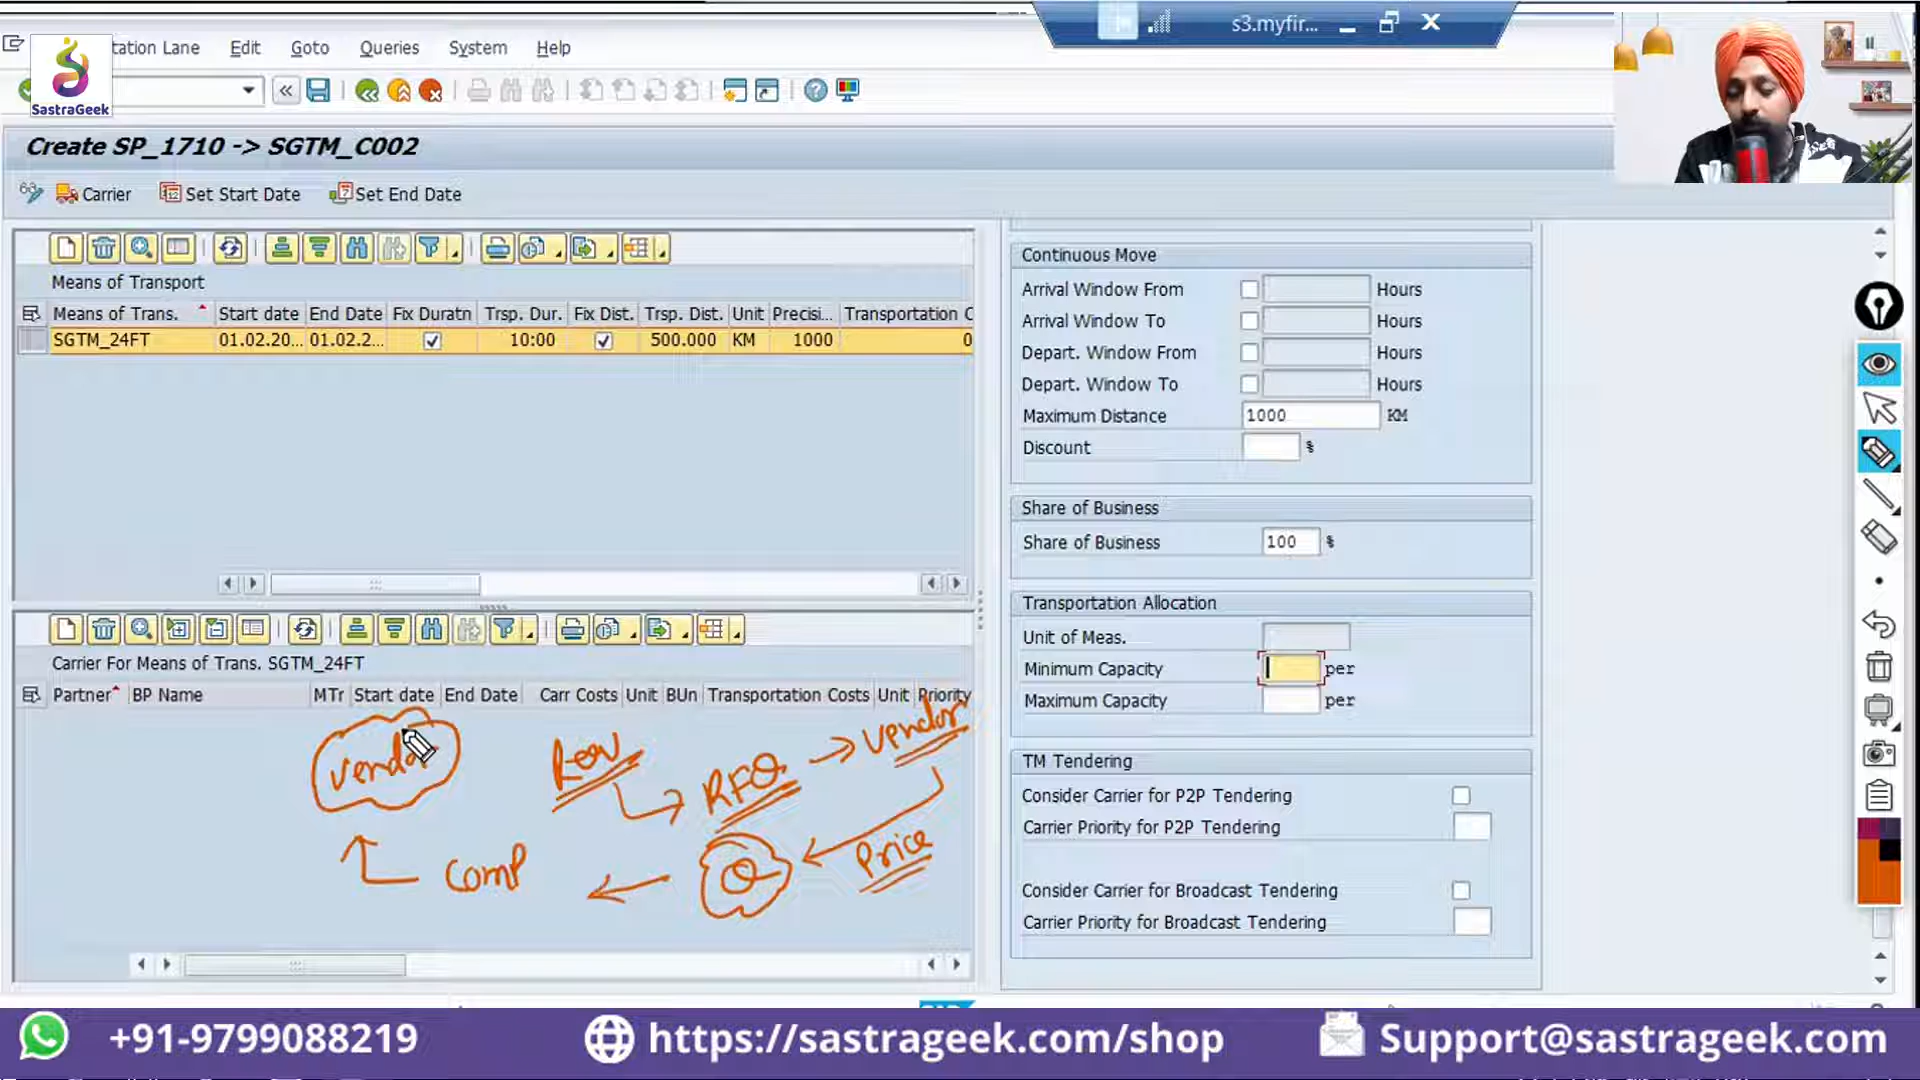 s3.myfir...
SastraGeek
tation Lane Edit Goto Queries System Help
Create SP_1710 -> SGTM_C002
Carrier Set Start Date Set End Date
Means of Transport
Means of Trans. Start date End Date Fix Duratn Trsp. Dur. Fix Dist. Trsp. Dist. Unit Precisi... Transportation C
SGTM_24FT 01.02.20... 01.02.2... 10:00 500.000 KM 1000 0
Carrier For Means of Trans. SGTM_24FT
Partner BP Name MTr Start date End Date Carr Costs Unit BUn Transportation Costs Unit Priority
vendor
RFQ
vendor
Price
Q
Comp
Continuous Move
Arrival Window From Hours
Arrival Window To Hours
Depart. Window From Hours
Depart. Window To Hours
Maximum Distance 1000 KM
Discount %
Share of Business
Share of Business 100 %
Transportation Allocation
Unit of Meas.
Minimum Capacity per
Maximum Capacity per
TM Tendering
Consider Carrier for P2P Tendering
Carrier Priority for P2P Tendering
Consider Carrier for Broadcast Tendering
Carrier Priority for Broadcast Tendering
+91-9799088219 https://sastrageek.com/shop Support@sastrageek.com